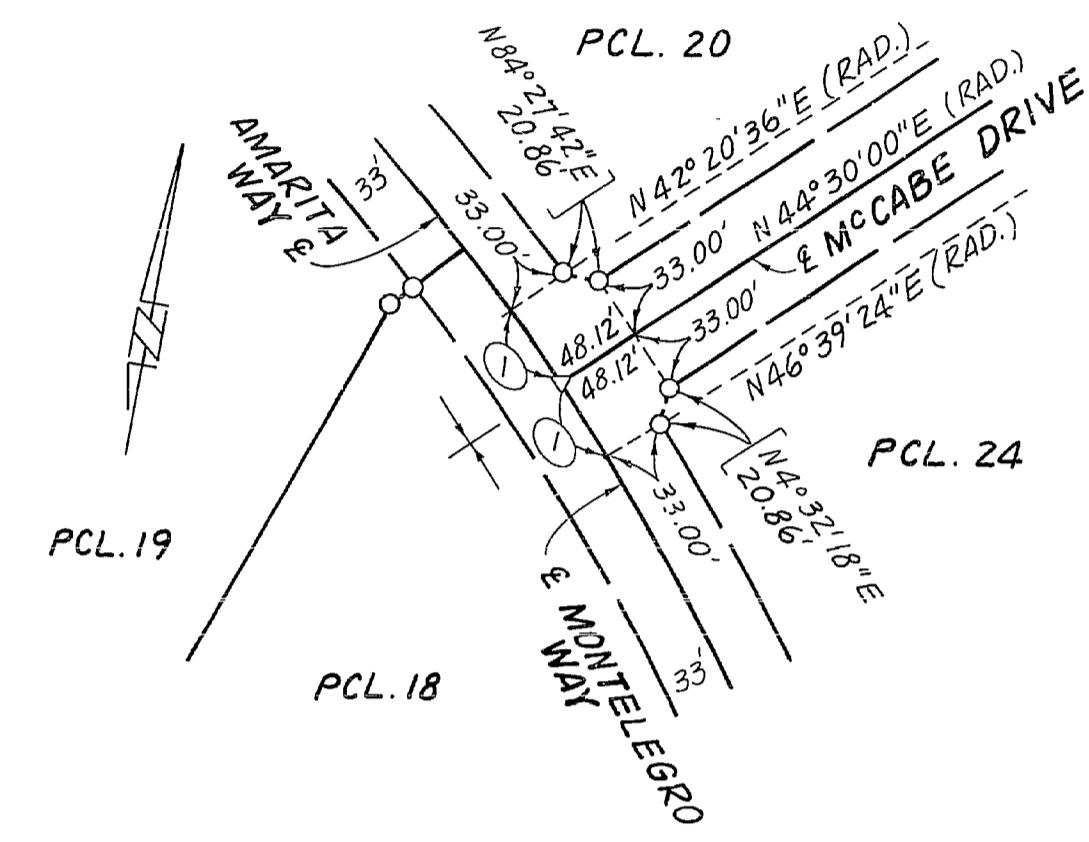 PCL. 20
N84°27'42"E
20.86'
N42°20'36"E (RAD.)
N44°30'00"E (RAD.)
℄ McCABE DRIVE
AMARITA
WAY ℄
33'
33.00'
33.00'
33.00'
48.12'
48.12'
1
1
N46°39'24"E (RAD.)
PCL. 24
N4°32'18"E
20.86'
33.00'
PCL. 19
℄ MONTELEGRO
WAY
PCL. 18
33'